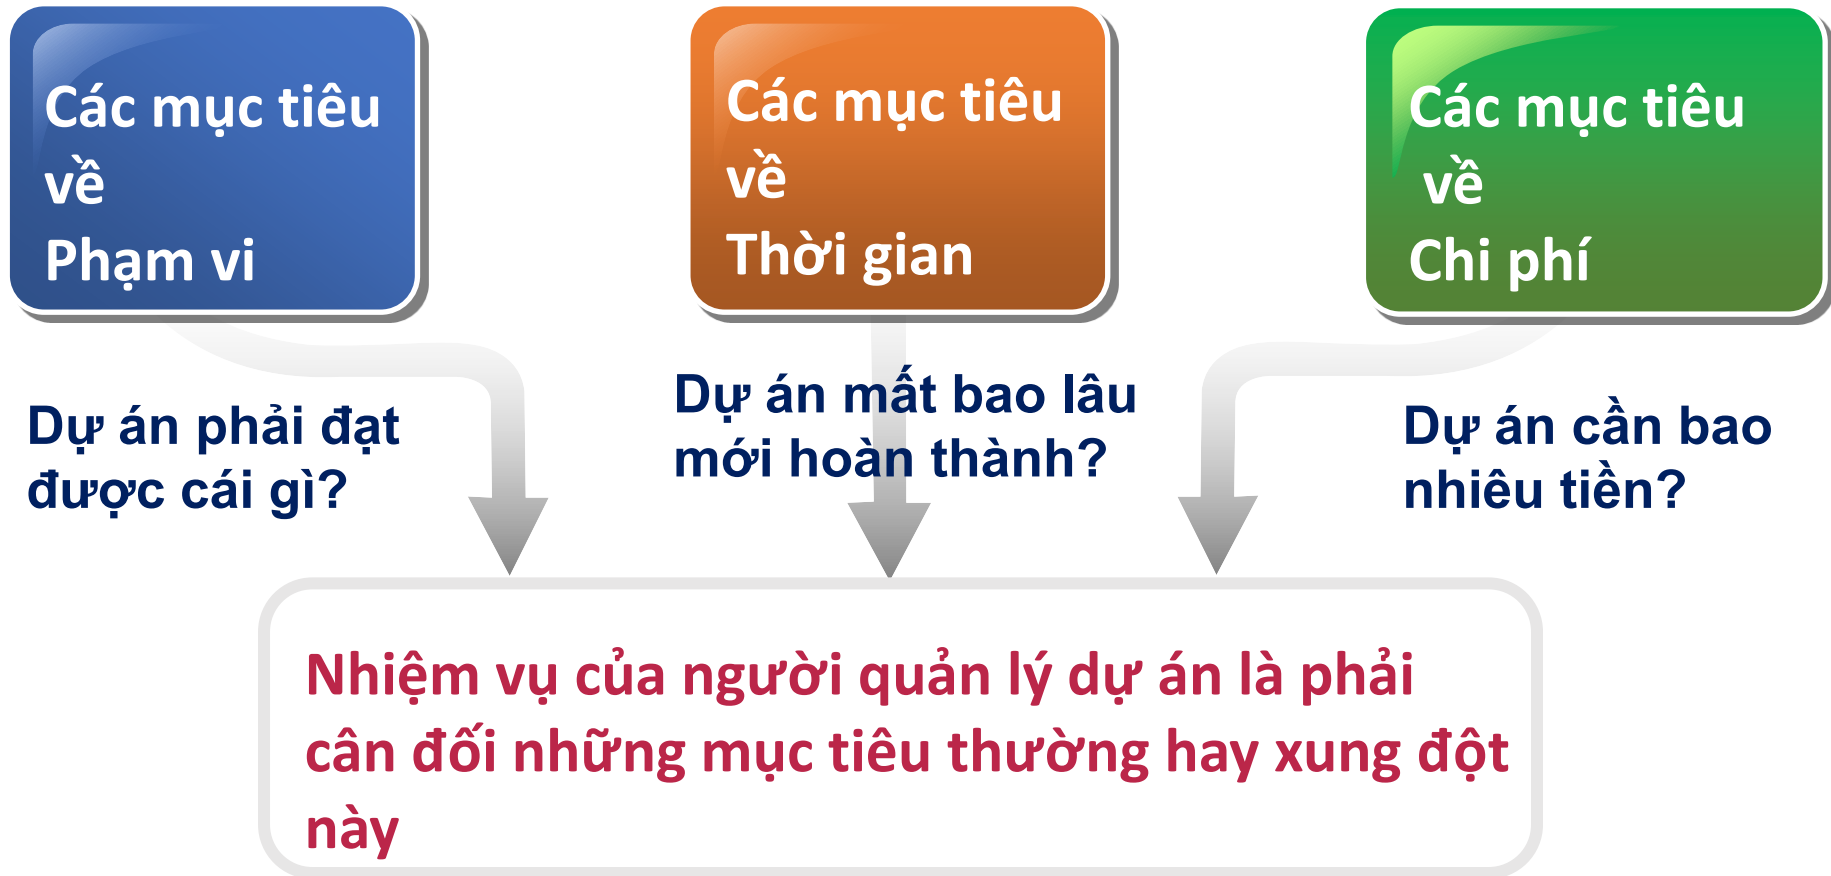 Các mục tiêu
về
Phạm vi
Các mục tiêu
về
Thời gian
Các mục tiêu
về
Chi phí
Dự án phải đạt
được cái gì?
Dự án mất bao lâu
mới hoàn thành?
Dự án cần bao
nhiêu tiền?
Nhiệm vụ của người quản lý dự án là phải
cân đối những mục tiêu thường hay xung đột
này